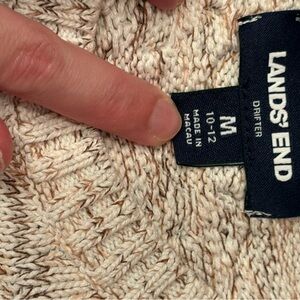 LANDS' END
DRIFTER
M
10-12
MADE IN
MACAU